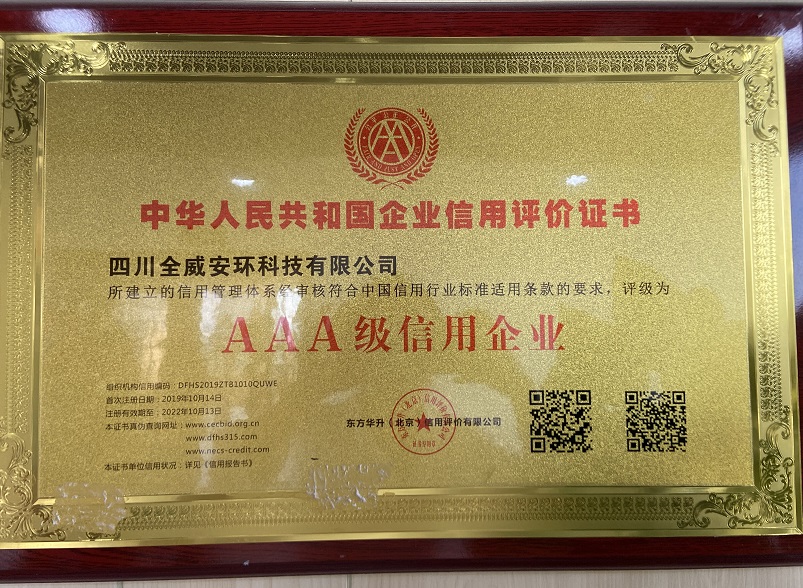 中华人民共和国企业信用评价证书
四川全威安环科技有限公司
所建立的信用管理体系经审核符合中国信用行业标准适用条款的要求，评级为
AAA级信用企业
组织机构信用编码：DFHS2019ZTB1010QUWE
首次注册日期：2019年10月14日
注册有效期至：2022年10月13日
本证书真伪查询网址：www.cecbid.org.cn
www.dfhs315.com
www.necs-credit.com
本证书单位信用状况：详见《信用报告书》
东方华升（北京）信用评价有限公司